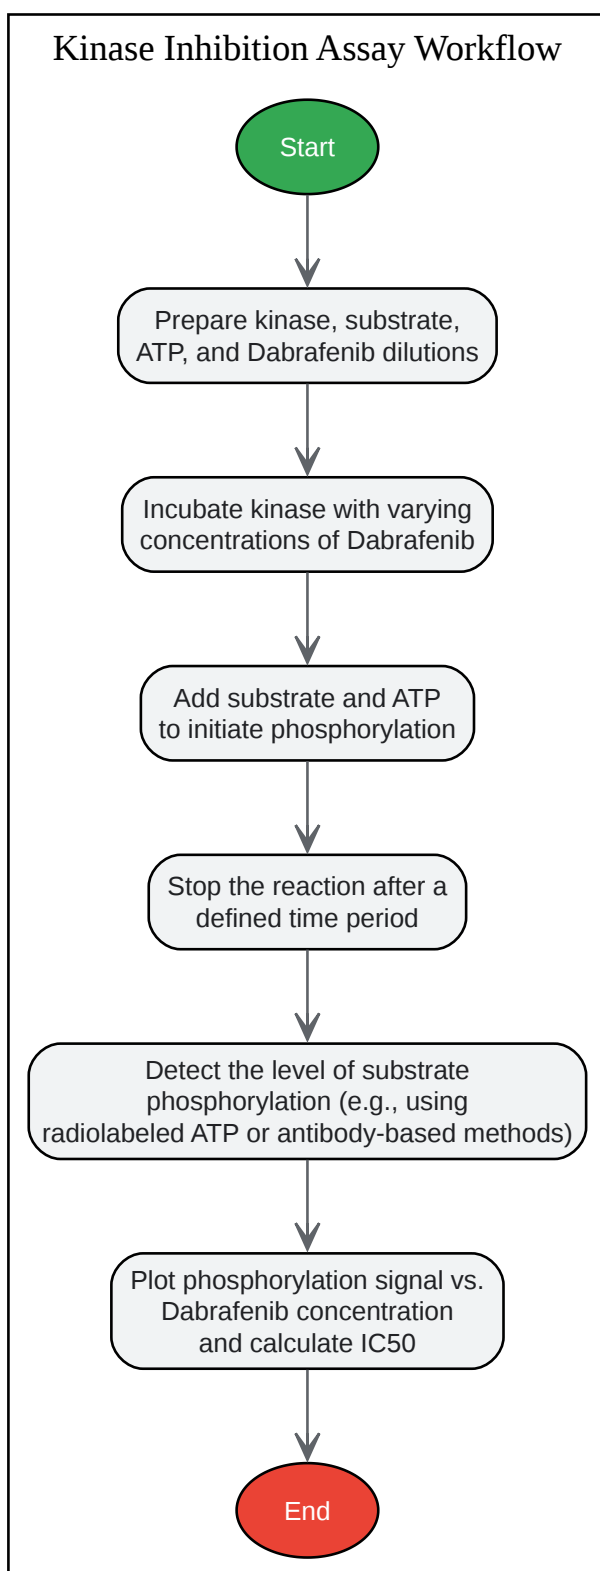 Kinase Inhibition Assay Workflow
Start
Prepare kinase, substrate,
ATP, and Dabrafenib dilutions
Incubate kinase with varying
concentrations of Dabrafenib
Add substrate and ATP
to initiate phosphorylation
Stop the reaction after a
defined time period
Detect the level of substrate
phosphorylation (e.g., using
radiolabeled ATP or antibody-based methods)
Plot phosphorylation signal vs.
Dabrafenib concentration
and calculate IC50
End